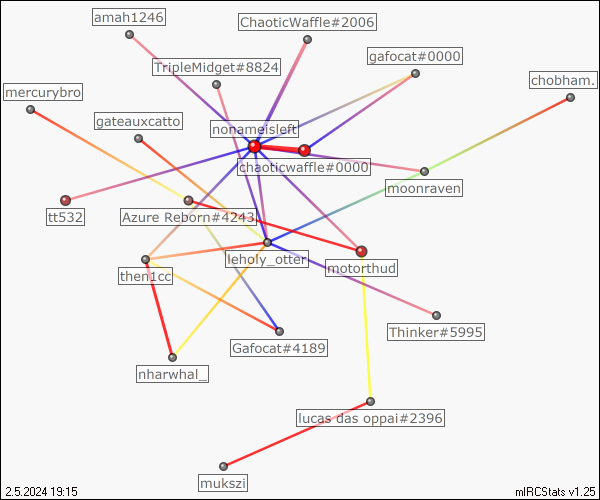 amah1246
ChaoticWaffle#2006
gafocat#0000
TripleMidget#8824
chobham.
mercurybro
gateauxcatto
nonameisleft
chaoticwaffle#0000
moonraven
tt532
Azure Reborn#4243
leholy_otter
motorthud
then1cc
Thinker#5995
Gafocat#4189
nharwhal_
lucas das oppai#2396
mukszi
2.5.2024 19:15
mIRCStats v1.25